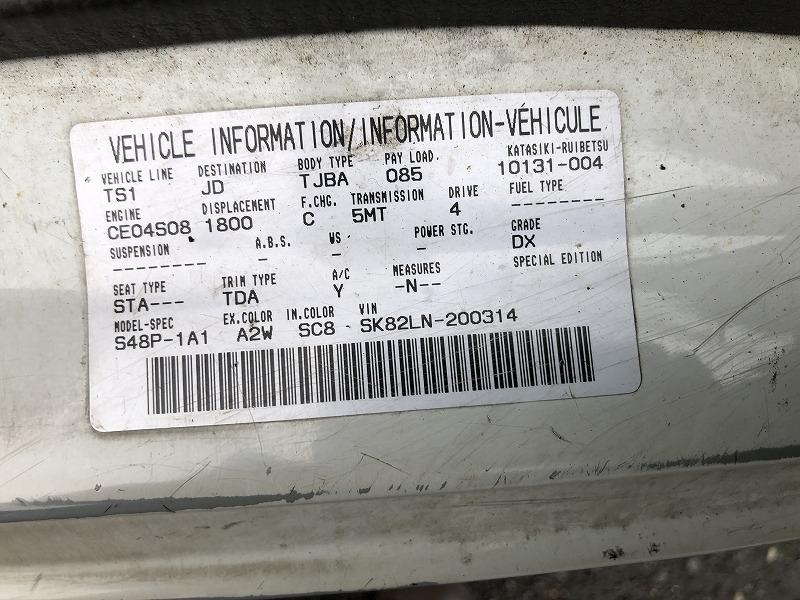 VEHICLE INFORMATION/INFORMATION-VÉHICULE
VEHICLE LINE DESTINATION BODY TYPE PAY LOAD. KATASIKI-RUIBETSU
TS1 JD TJBA 085 10131-004
ENGINE DISPLACEMENT F.CHG. TRANSMISSION DRIVE FUEL TYPE
CE04S08 1800 C 5MT 4 --------
SUSPENSION A.B.S. WS POWER STG. GRADE
-------- - - - DX
SEAT TYPE TRIM TYPE A/C MEASURES SPECIAL EDITION
STA--- TDA Y -N--
MODEL-SPEC EX.COLOR IN.COLOR VIN
S48P-1A1 A2W SC8 SK82LN-200314